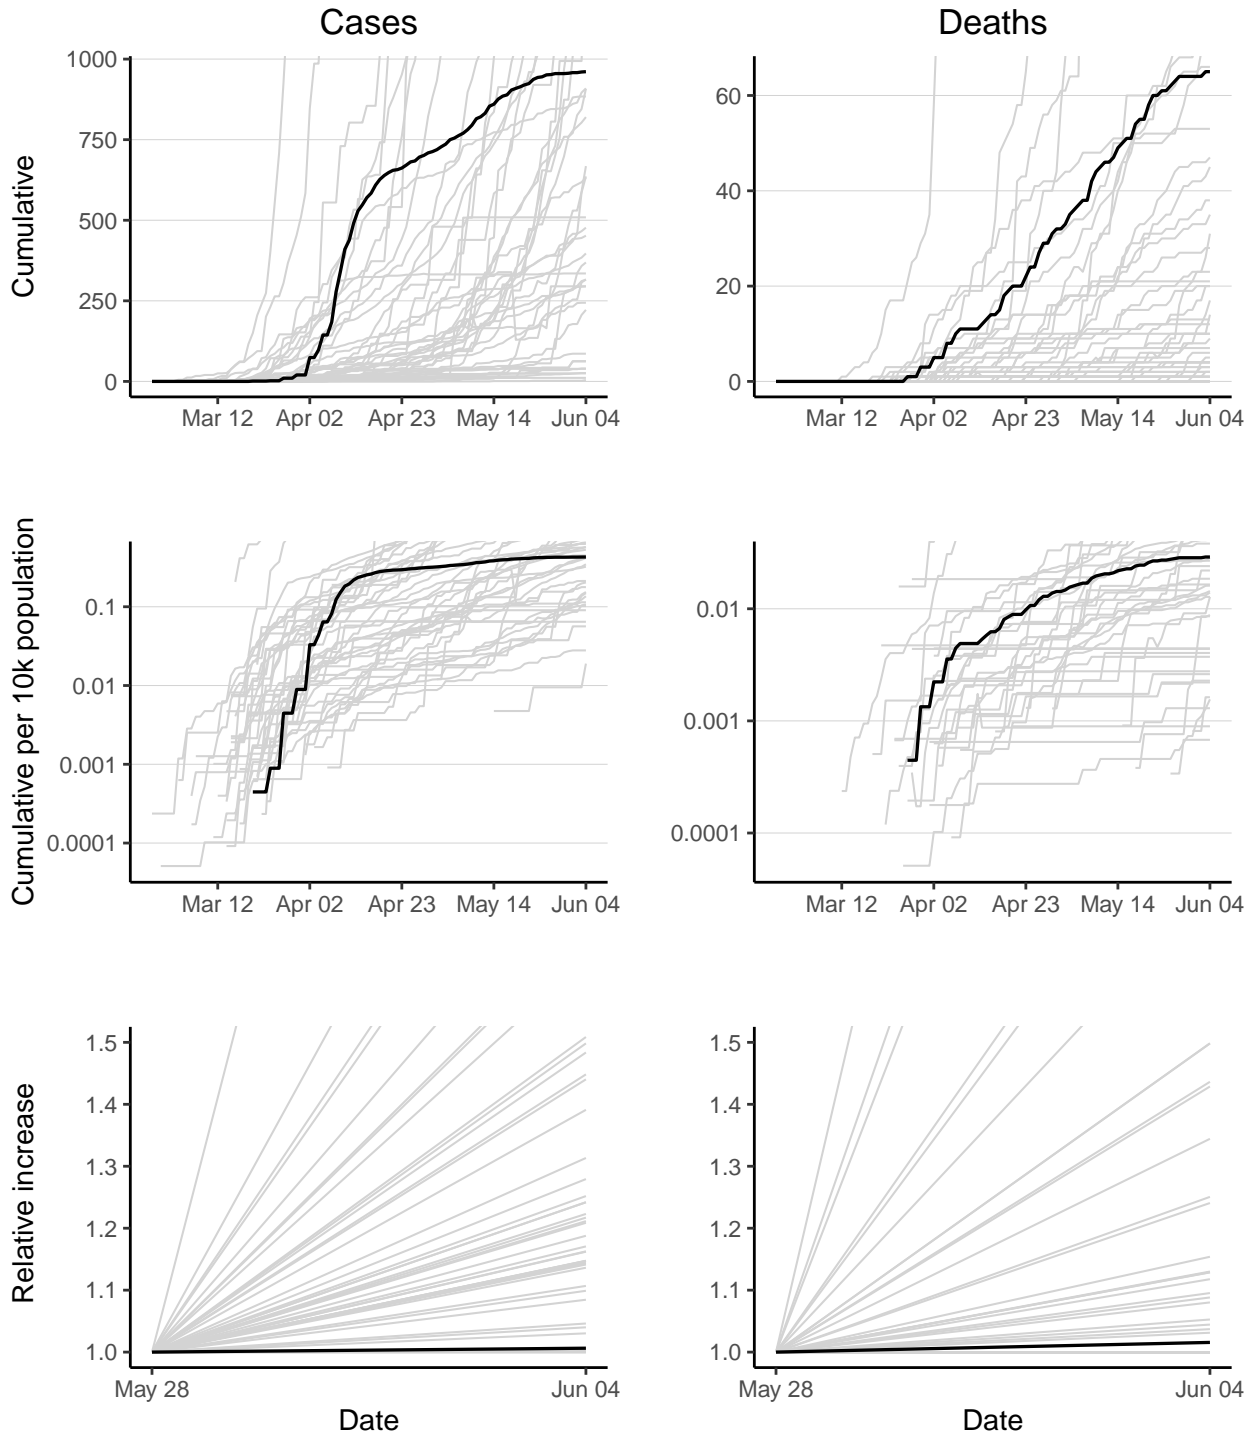 Cases
Deaths
Cumulative
1000
750
500
250
0
Mar 12 Apr 02 Apr 23 May 14 Jun 04
60
40
20
0
Mar 12 Apr 02 Apr 23 May 14 Jun 04
Cumulative per 10k population
0.1
0.01
0.001
0.0001
Mar 12 Apr 02 Apr 23 May 14 Jun 04
0.01
0.001
0.0001
Mar 12 Apr 02 Apr 23 May 14 Jun 04
Relative increase
1.5
1.4
1.3
1.2
1.1
1.0
May 28 Jun 04
Date
1.5
1.4
1.3
1.2
1.1
1.0
May 28 Jun 04
Date